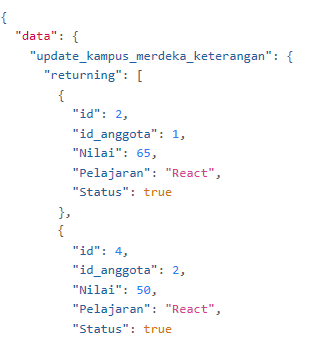 {
  "data": {
    "update_kampus_merdeka_keterangan": {
      "returning": [
        {
          "id": 2,
          "id_anggota": 1,
          "Nilai": 65,
          "Pelajaran": "React",
          "Status": true
        },
        {
          "id": 4,
          "id_anggota": 2,
          "Nilai": 50,
          "Pelajaran": "React",
          "Status": true